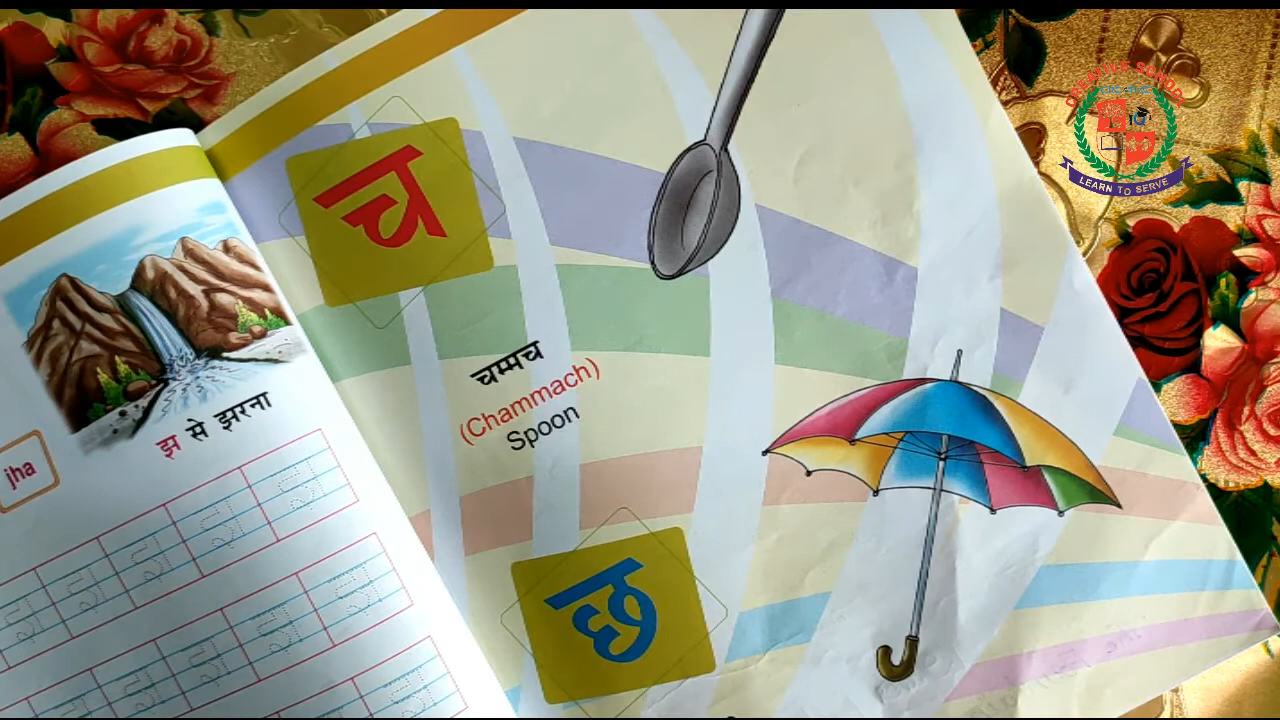 झ से झरना
jha
च
चम्मच
(Chammach)
Spoon
छ
CREATIVE SCHOOL
LEARN TO SERVE